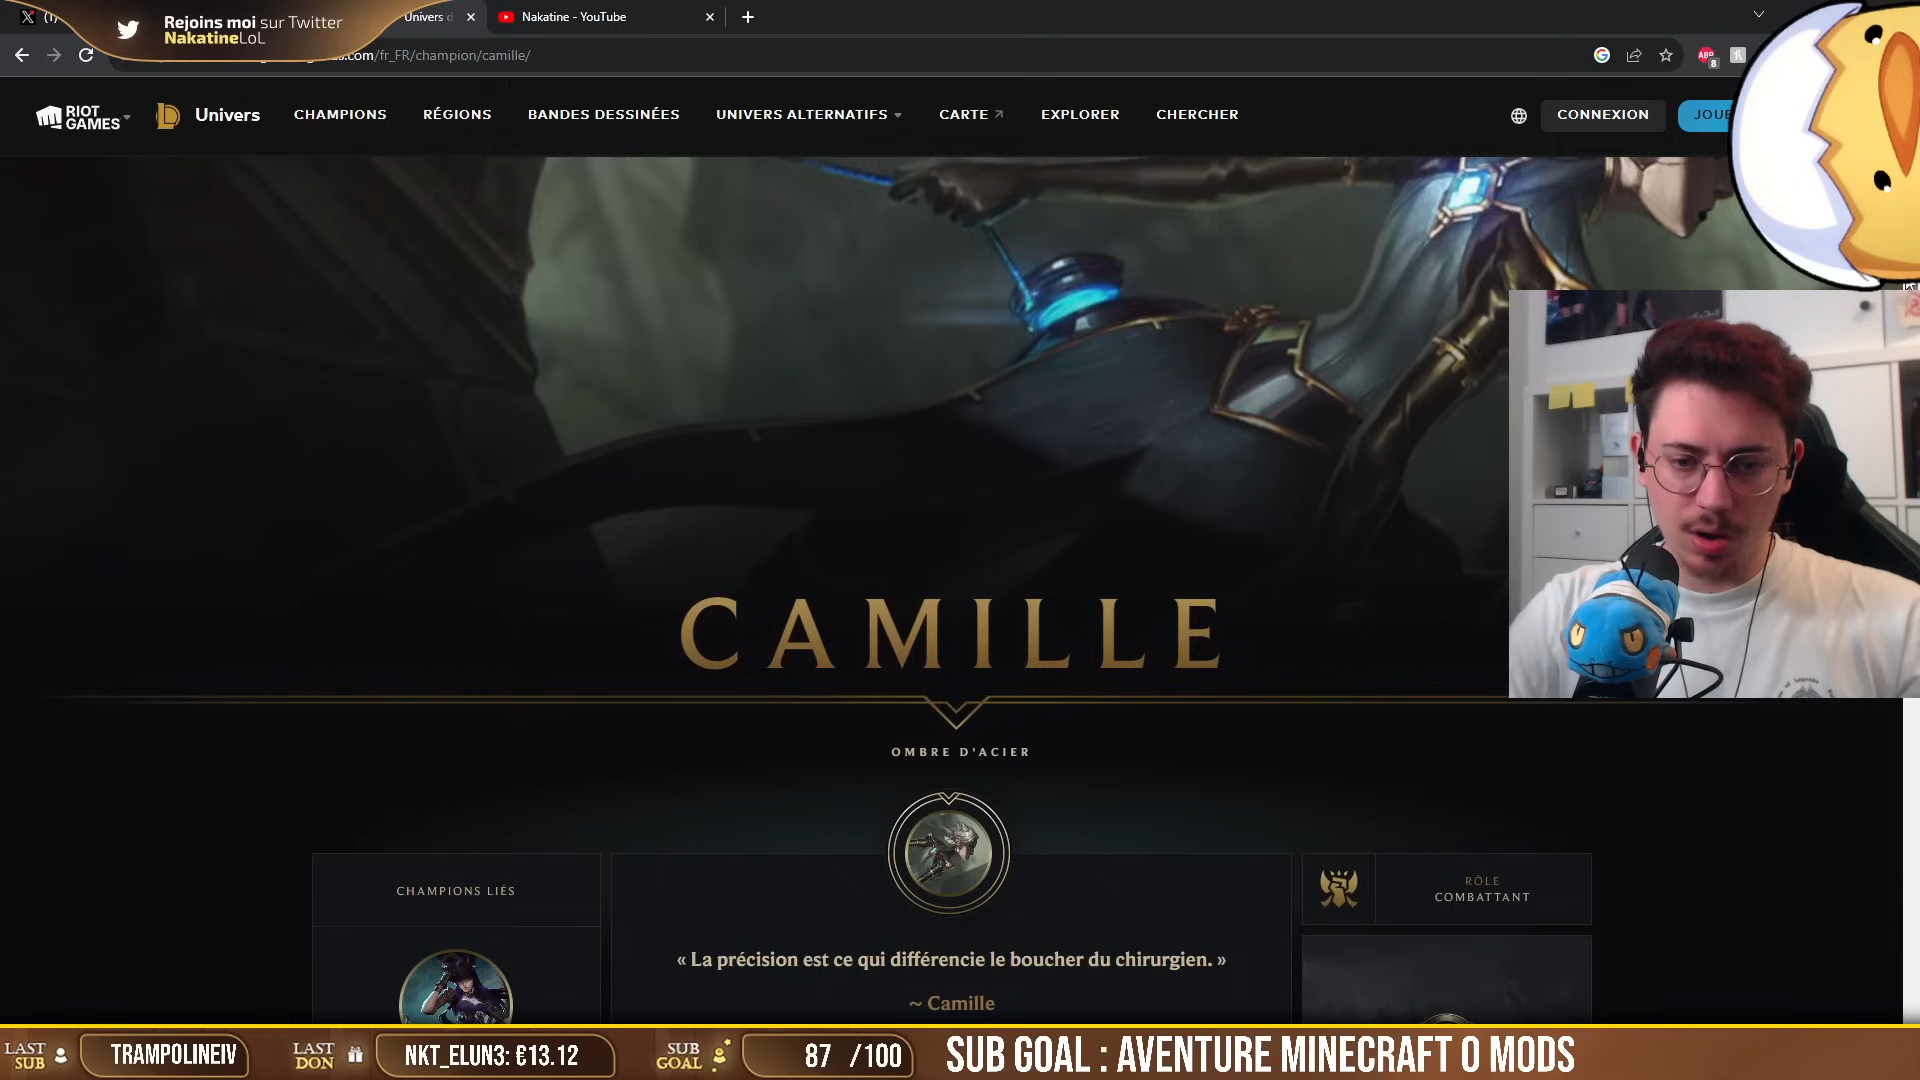 Rejoins moi sur Twitter
NakatineLoL
Univers d
Nakatine - YouTube
.com/fr_FR/champion/camille/
ABP
8
RIOT GAMES
Univers
CHAMPIONS
RÉGIONS
BANDES DESSINÉES
UNIVERS ALTERNATIFS
CARTE
EXPLORER
CHERCHER
CONNEXION
JOUE
CAMILLE
OMBRE D'ACIER
CHAMPIONS LIÉS
« La précision est ce qui différencie le boucher du chirurgien. »
~ Camille
RÔLE
COMBATTANT
LAST SUB
TRAMPOLINEIV
LAST DON
NKT_ELUN3: €13.12
SUB GOAL
87 /100
SUB GOAL : AVENTURE MINECRAFT 0 MODS